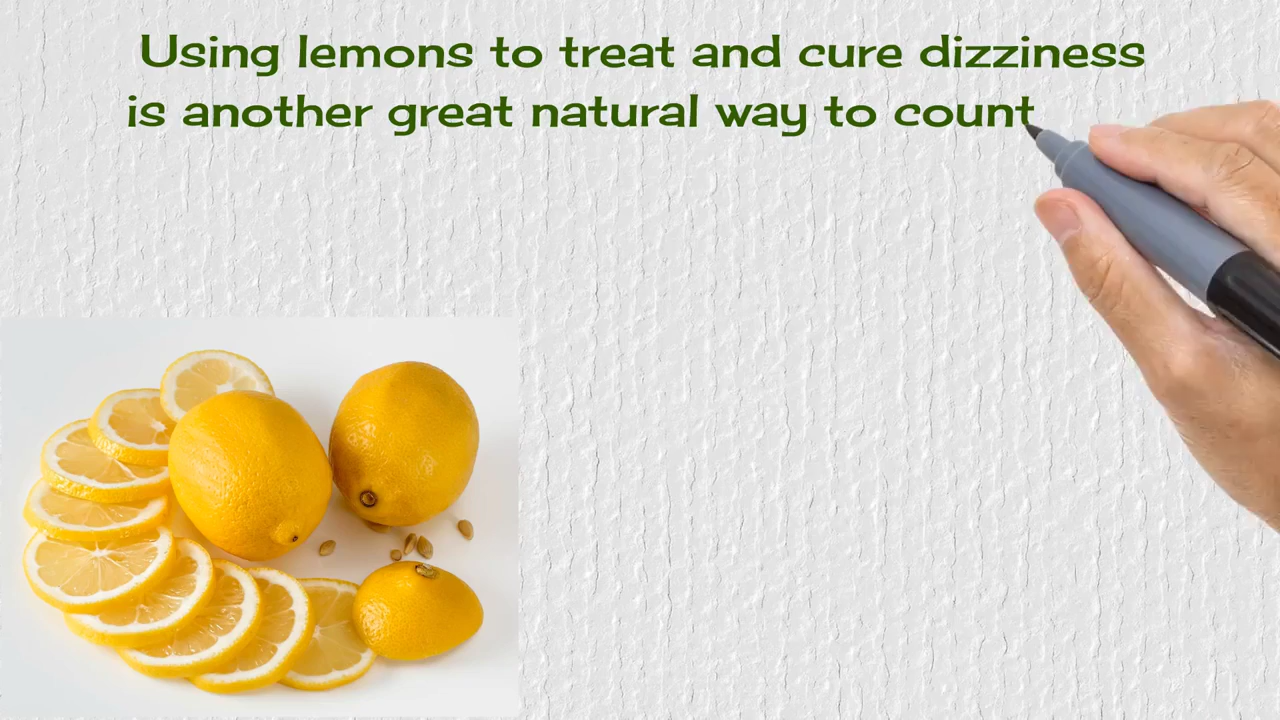 Using lemons to treat and cure dizziness
is another great natural way to count